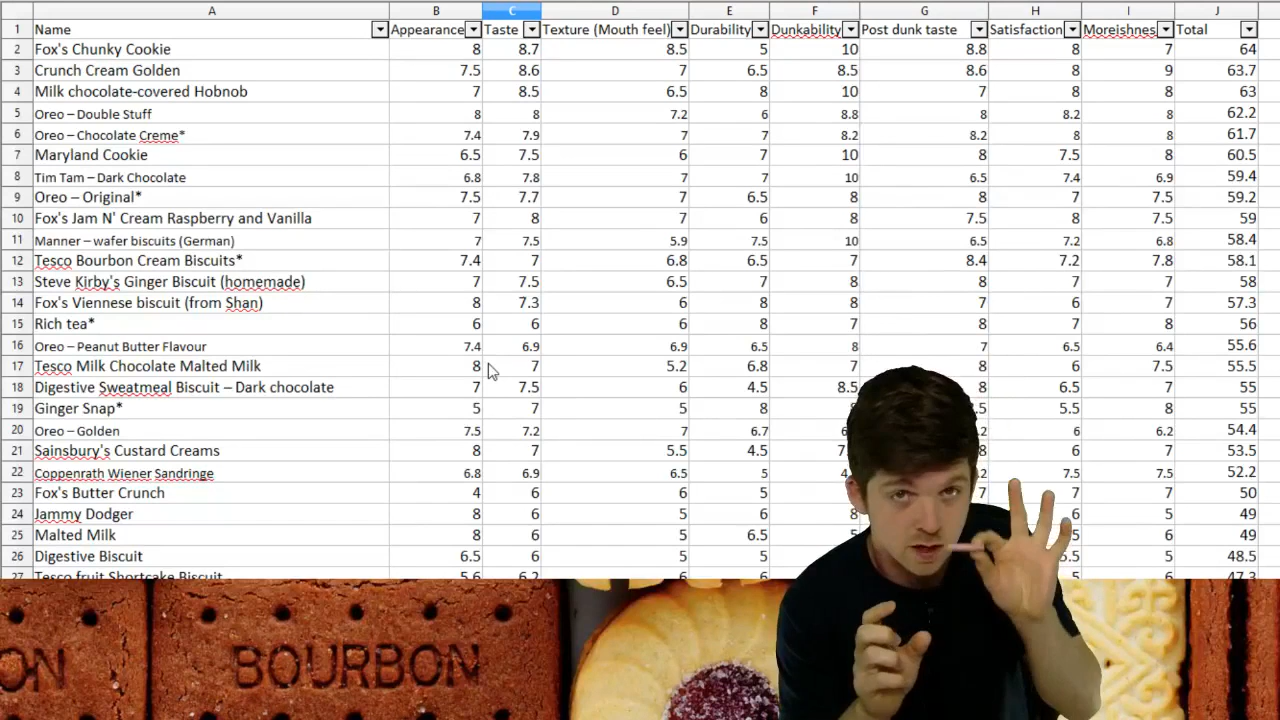 A B C D E F G H I J
1 Name Appearance Taste Texture (Mouth feel) Durability Dunkability Post dunk taste Satisfaction Moreishnes Total
2 Fox's Chunky Cookie 8 8.7 8.5 5 10 8.8 8 7 64
3 Crunch Cream Golden 7.5 8.6 7 6.5 8.5 8.6 8 9 63.7
4 Milk chocolate-covered Hobnob 7 8.5 6.5 8 10 7 8 8 63
5 Oreo – Double Stuff 8 8 7.2 6 8.8 8 8.2 8 62.2
6 Oreo – Chocolate Creme* 7.4 7.9 7 7 8.2 8.2 8 8 61.7
7 Maryland Cookie 6.5 7.5 6 7 10 8 7.5 8 60.5
8 Tim Tam – Dark Chocolate 6.8 7.8 7 7 10 6.5 7.4 6.9 59.4
9 Oreo – Original* 7.5 7.7 7 6.5 8 8 7 7.5 59.2
10 Fox's Jam N' Cream Raspberry and Vanilla 7 8 7 6 8 7.5 8 7.5 59
11 Manner – wafer biscuits (German) 7 7.5 5.9 7.5 10 6.5 7.2 6.8 58.4
12 Tesco Bourbon Cream Biscuits* 7.4 7 6.8 6.5 7 8.4 7.2 7.8 58.1
13 Steve Kirby's Ginger Biscuit (homemade) 7 7.5 6.5 7 8 8 7 7 58
14 Fox's Viennese biscuit (from Shan) 8 7.3 6 8 8 7 6 7 57.3
15 Rich tea* 6 6 6 8 7 8 7 8 56
16 Oreo – Peanut Butter Flavour 7.4 6.9 6.9 6.5 8 7 6.5 6.4 55.6
17 Tesco Milk Chocolate Malted Milk 8 7 5.2 6.8 7 8 6 7.5 55.5
18 Digestive Sweatmeal Biscuit – Dark chocolate 7 7.5 6 4.5 8.5 8 6.5 7 55
19 Ginger Snap* 5 7 5 8 5.5 8 55
20 Oreo – Golden 7.5 7.2 7 6.7 6 6.2 54.4
21 Sainsbury's Custard Creams 8 7 5.5 4.5 8 6 7 53.5
22 Coppenrath Wiener Sandringe 6.8 6.9 6.5 5 7.5 7.5 52.2
23 Fox's Butter Crunch 4 6 6 5 7 7 7 50
24 Jammy Dodger 8 6 5 6 8 6 5 49
25 Malted Milk 8 6 5 6.5 5 6 49
26 Digestive Biscuit 6.5 6 5 5 5 48.5
27 Tesco fruit Shortcake Biscuit 5.6 6.2 6 6 5 6 47.3
ON BOURBON